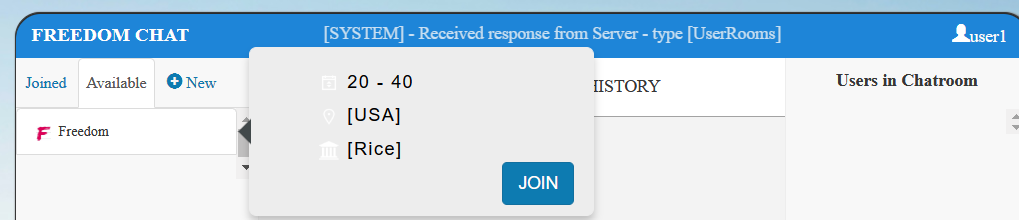 FREEDOM CHAT
[SYSTEM] - Received response from Server - type [UserRooms]
user1
Joined
Available
New
HISTORY
Users in Chatroom
Freedom
20 - 40
[USA]
[Rice]
JOIN